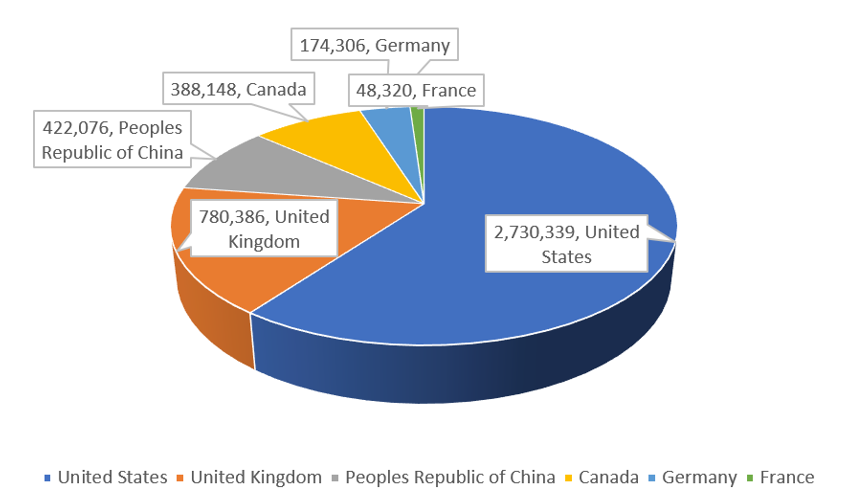 174,306, Germany
388,148, Canada
48,320, France
422,076, Peoples
Republic of China
780,386, United
Kingdom
2,730,339, United
States
United States United Kingdom Peoples Republic of China Canada Germany France